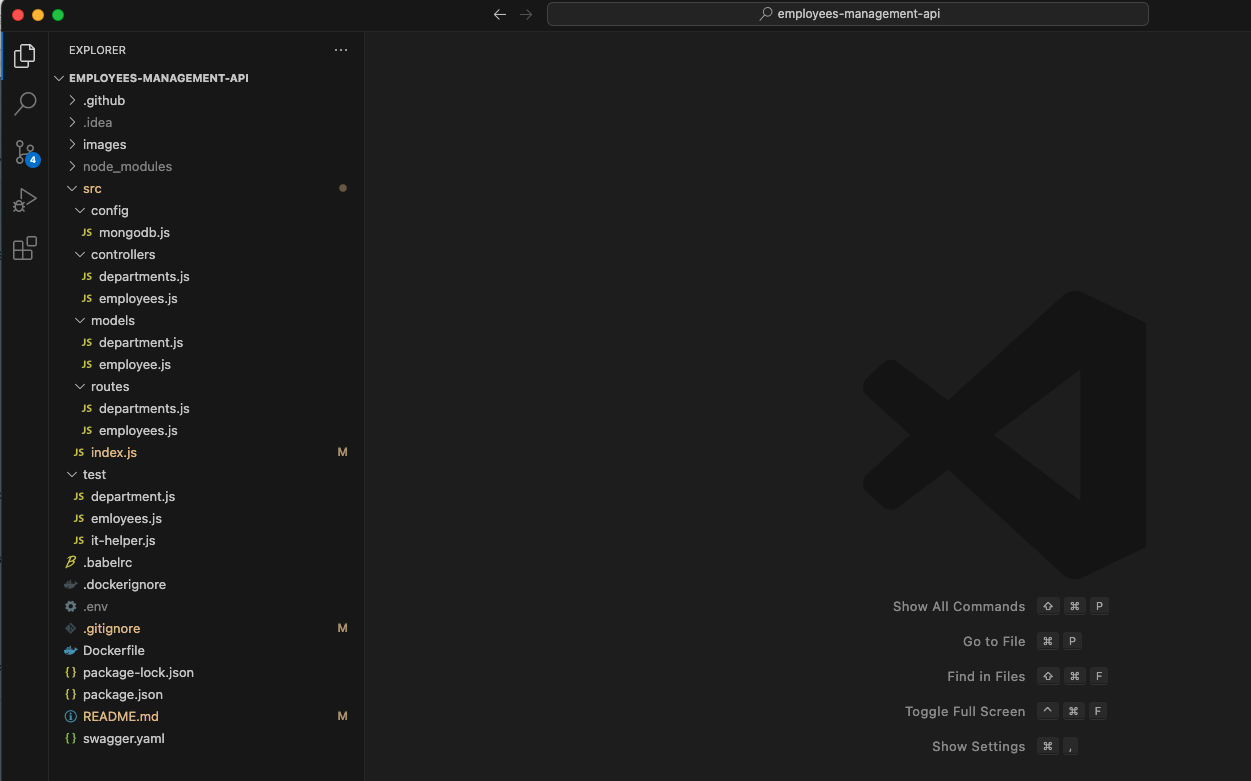 employees-management-api
EXPLORER
EMPLOYEES-MANAGEMENT-API
.github
.idea
images
node_modules
4
src
config
JS mongodb.js
controllers
JS departments.js
JS employees.js
models
JS department.js
JS employee.js
routes
JS departments.js
JS employees.js
JS index.js M
test
JS department.js
JS emloyees.js
JS it-helper.js
.babelrc
.dockerignore
.env
.gitignore M
Dockerfile
{} package-lock.json
{} package.json
README.md M
{} swagger.yaml
Show All Commands ⇧ ⌘ P
Go to File ⌘ P
Find in Files ⇧ ⌘ F
Toggle Full Screen ^ ⌘ F
Show Settings ⌘ ,